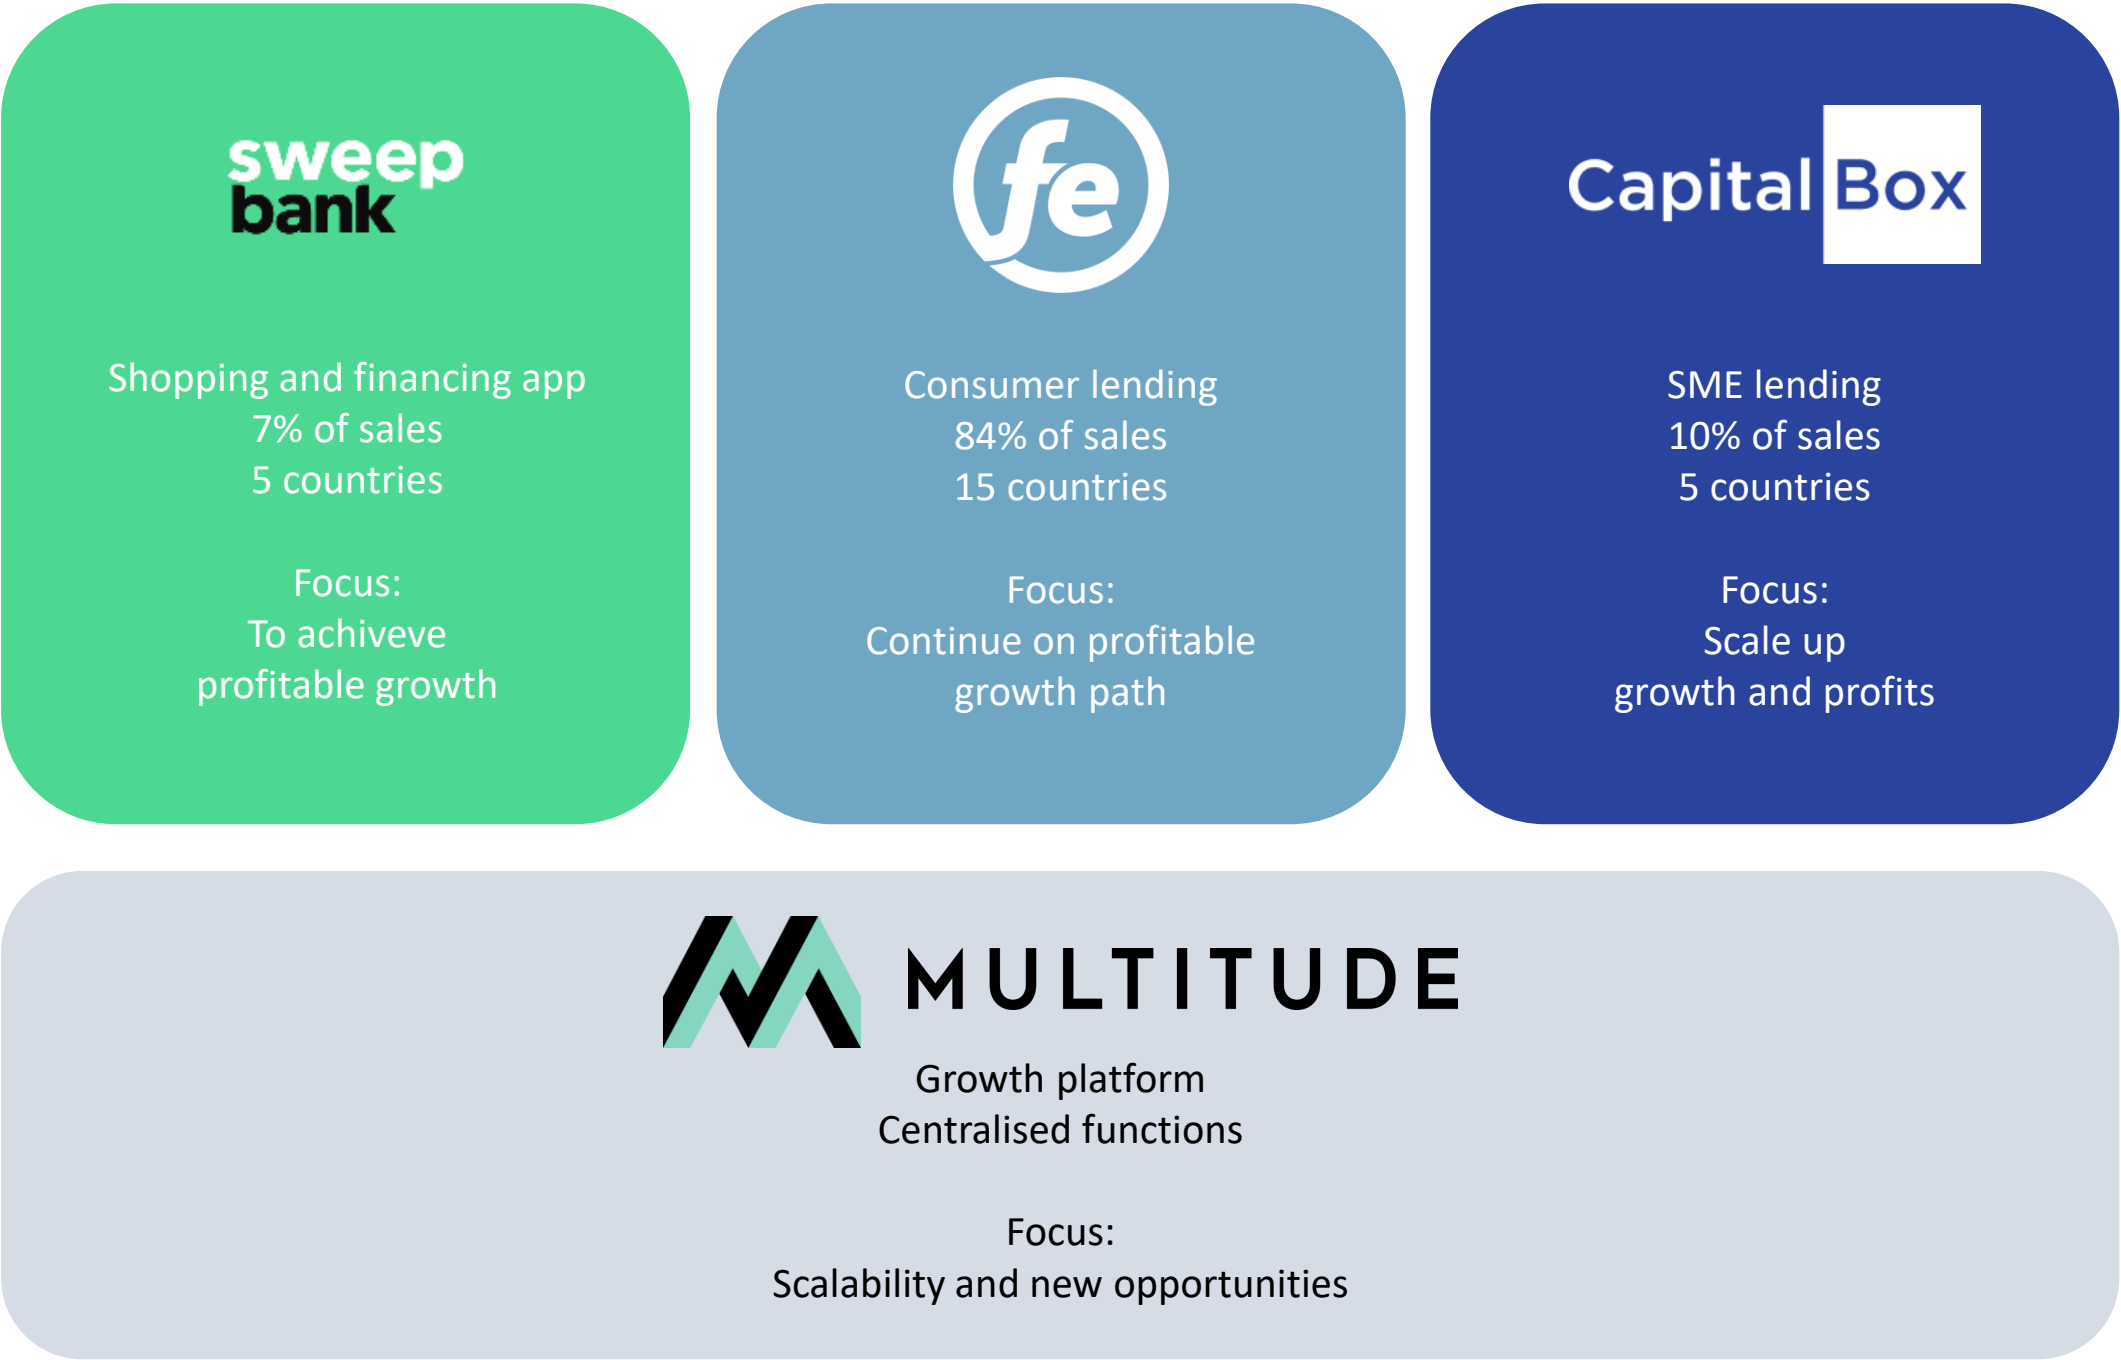 sweep
bank
Shopping and financing app
7% of sales
5 countries
Focus:
To achiveve
profitable growth
fe
Consumer lending
84% of sales
15 countries
Focus:
Continue on profitable
growth path
Capital Box
SME lending
10% of sales
5 countries
Focus:
Scale up
growth and profits
MULTITUDE
Growth platform
Centralised functions
Focus:
Scalability and new opportunities